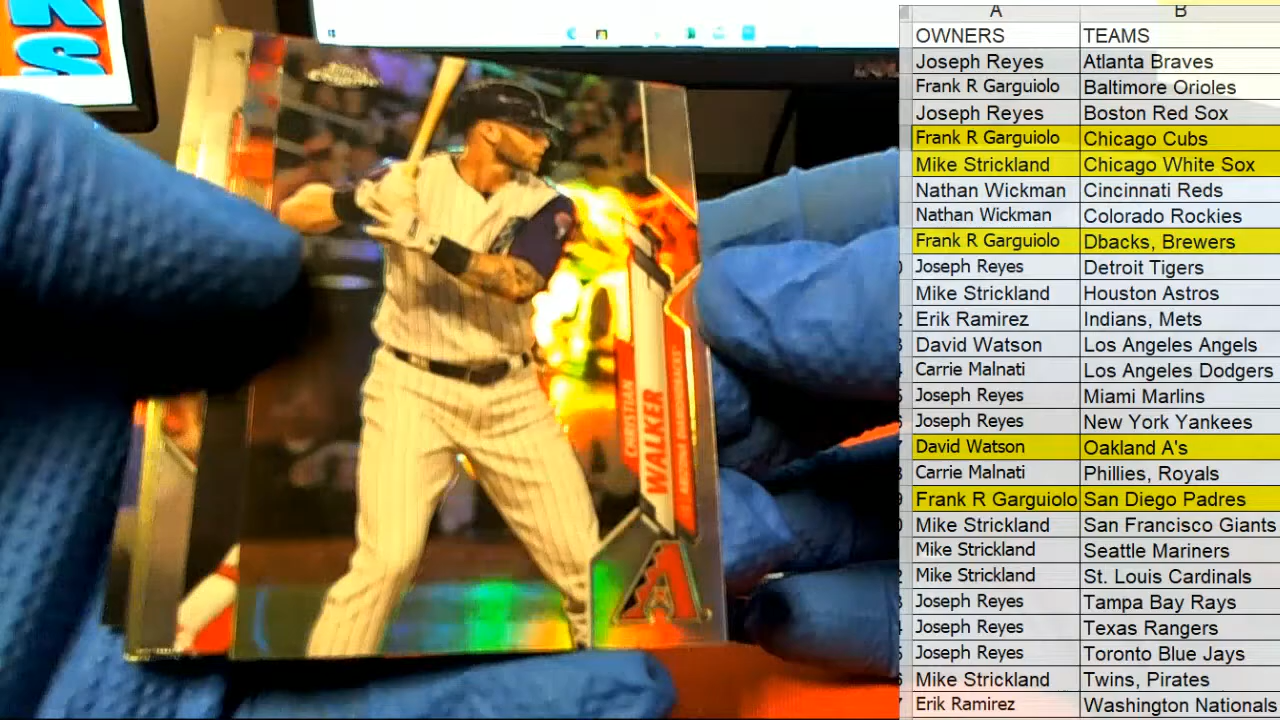 KS
CHRISTIAN
WALKER
ARIZONA DIAMONDBACKS
A
A B
OWNERS TEAMS
Joseph Reyes Atlanta Braves
Frank R Garguiolo Baltimore Orioles
Joseph Reyes Boston Red Sox
Frank R Garguiolo Chicago Cubs
Mike Strickland Chicago White Sox
Nathan Wickman Cincinnati Reds
Nathan Wickman Colorado Rockies
Frank R Garguiolo Dbacks, Brewers
Joseph Reyes Detroit Tigers
Mike Strickland Houston Astros
Erik Ramirez Indians, Mets
David Watson Los Angeles Angels
Carrie Malnati Los Angeles Dodgers
Joseph Reyes Miami Marlins
Joseph Reyes New York Yankees
David Watson Oakland A's
Carrie Malnati Phillies, Royals
Frank R Garguiolo San Diego Padres
Mike Strickland San Francisco Giants
Mike Strickland Seattle Mariners
Mike Strickland St. Louis Cardinals
Joseph Reyes Tampa Bay Rays
Joseph Reyes Texas Rangers
Joseph Reyes Toronto Blue Jays
Mike Strickland Twins, Pirates
Erik Ramirez Washington Nationals